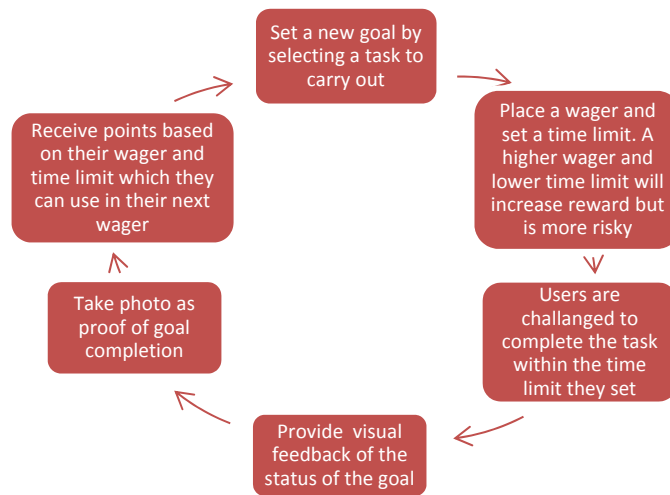 Set a new goal by
selecting a task to
carry out
Place a wager and
set a time limit. A
higher wager and
lower time limit will
increase reward but
is more risky
Users are
challanged to
complete the task
within the time
limit they set
Provide visual
feedback of the
status of the goal
Take photo as
proof of goal
completion
Receive points based
on their wager and
time limit which they
can use in their next
wager